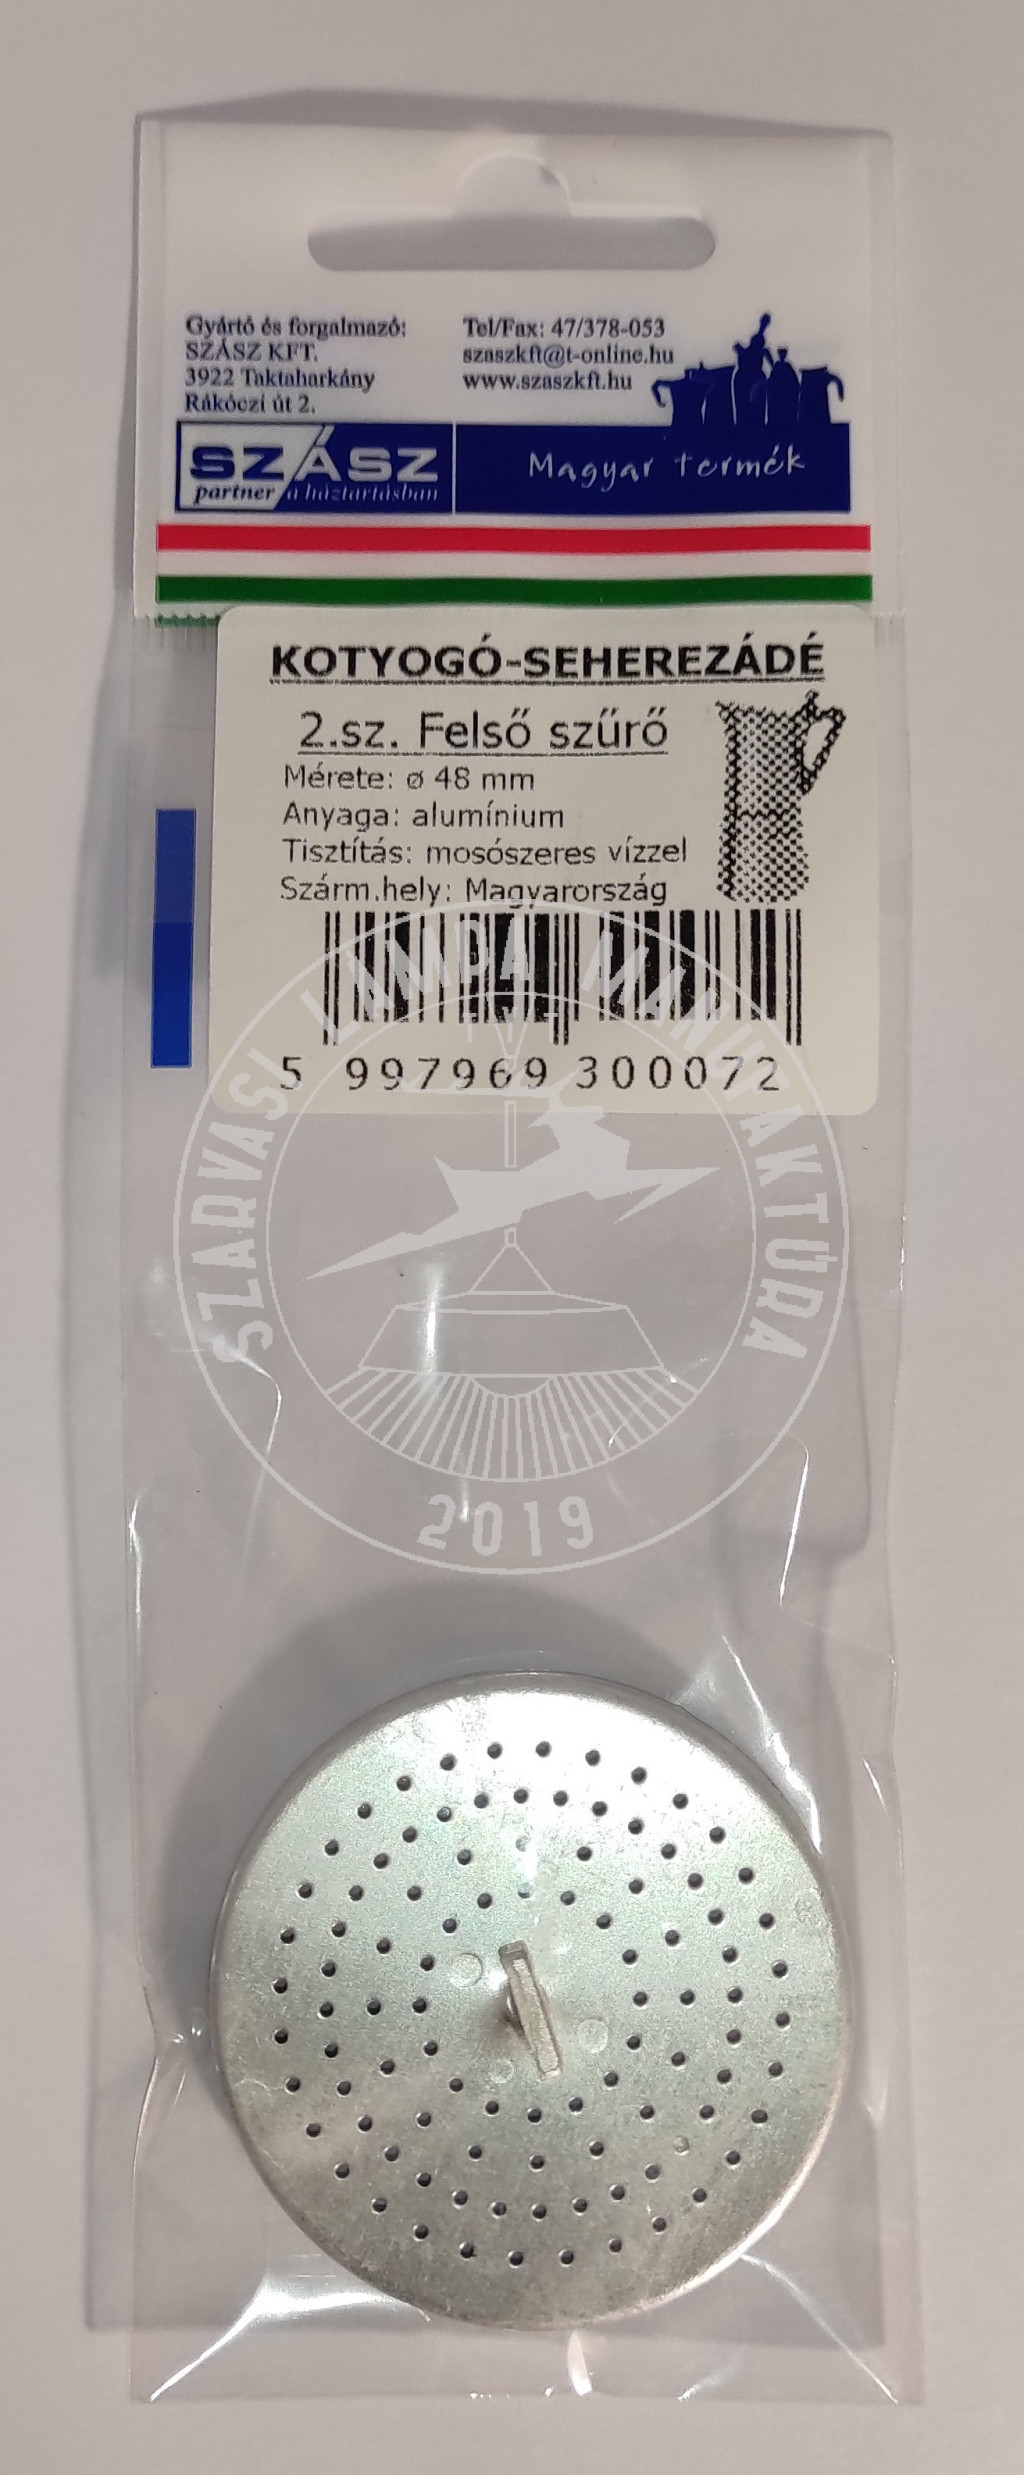 Gyártó és forgalmazó:
SZÁSZ KFT.
3922 Taktaharkány
Rákóczi út 2.
Tel/Fax: 47/378-053
szaszkft@t-online.hu
www.szaszkft.hu
SZÁSZ
partner a háztartásban
Magyar termék
KOTYOGÓ-SEHEREZÁDÉ
2.sz. Felső szűrő
Mérete: ø 48 mm
Anyaga: alumínium
Tisztítás: mosószeres vízzel
Szárm.hely: Magyarország
5 997969 300072
SZARVASI LÁMPA MANUFAKTÚRA
2019